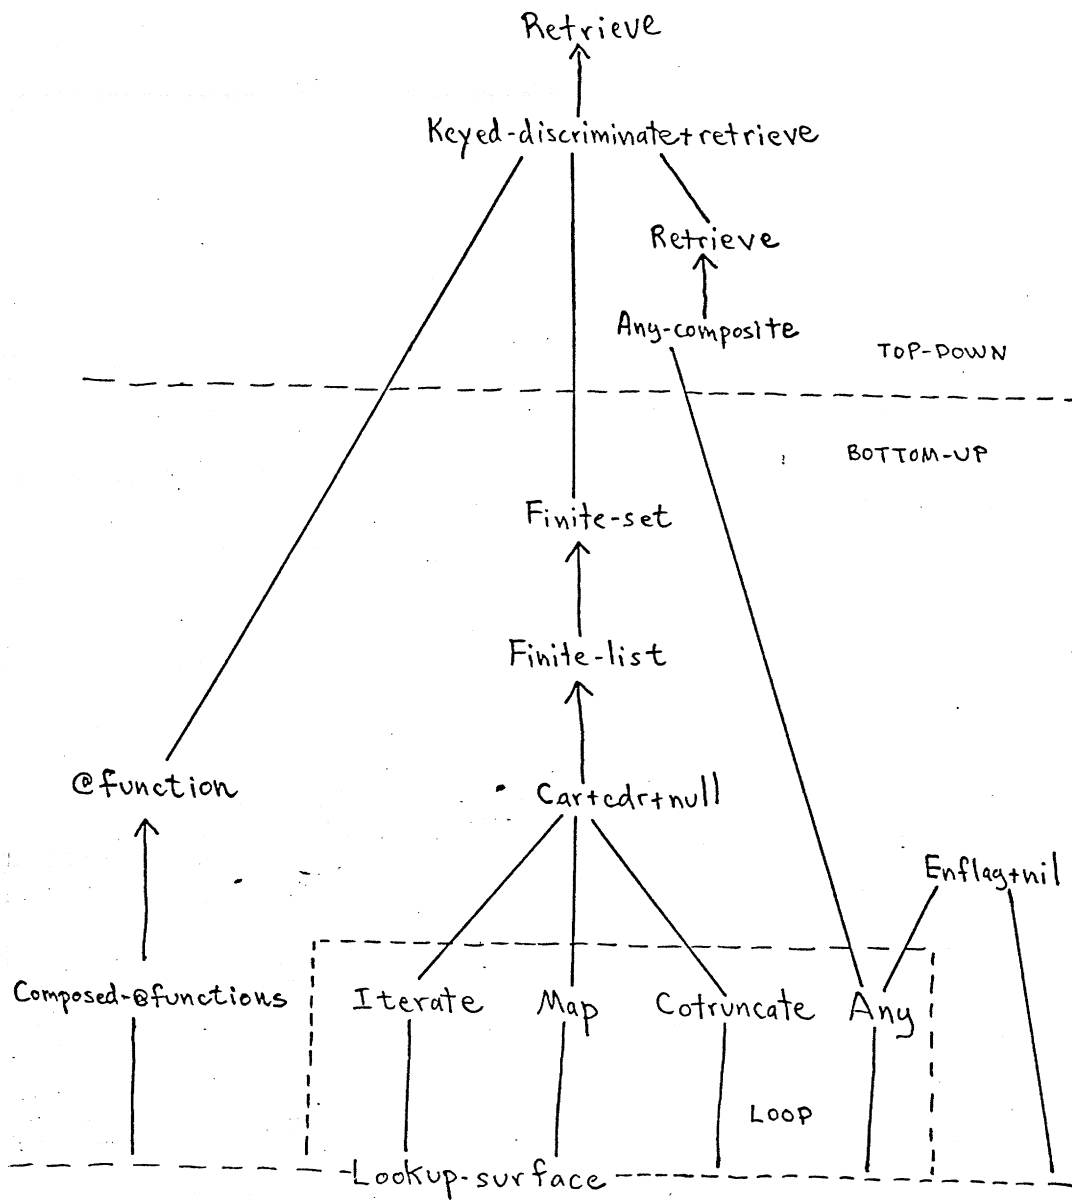 Retrieve
Keyed-discriminate+retrieve
Retrieve
Any-composite
TOP-DOWN
BOTTOM-UP
Finite-set
Finite-list
@function
Car+cdr+null
Enflag+nil
Composed-@functions
Iterate
Map
Cotruncate
Any
LOOP
Lookup-surface